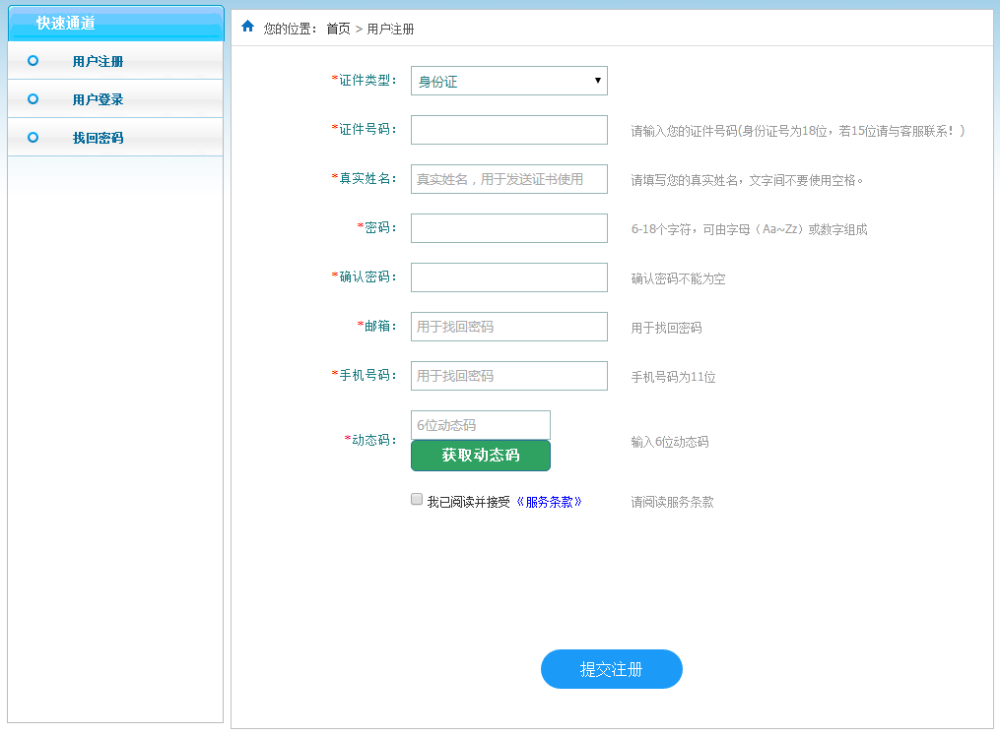 快速通道
用户注册
用户登录
找回密码
您的位置： 首页 > 用户注册
*证件类型： 身份证
*证件号码： 请输入您的证件号码(身份证号为18位，若15位请与客服联系！)
*真实姓名： 真实姓名，用于发送证书使用 请填写您的真实姓名，文字间不要使用空格。
*密码： 6-18个字符，可由字母（Aa~Zz）或数字组成
*确认密码： 确认密码不能为空
*邮箱： 用于找回密码 用于找回密码
*手机号码： 用于找回密码 手机号码为11位
*动态码： 6位动态码 输入6位动态码
获取动态码
我已阅读并接受《服务条款》 请阅读服务条款
提交注册